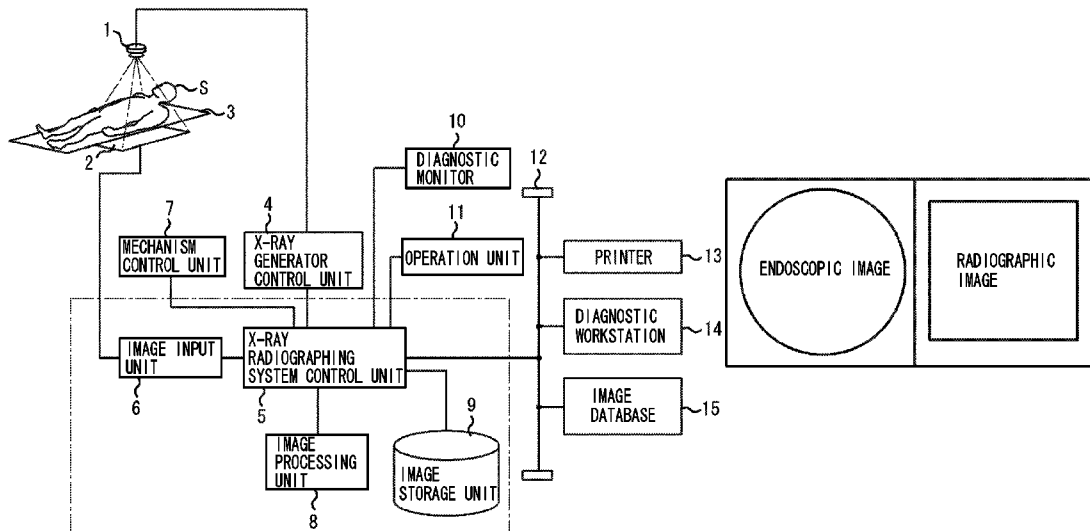 1
S
3
2
10
DIAGNOSTIC
MONITOR
12
7
MECHANISM
CONTROL UNIT
4
X-RAY
GENERATOR
CONTROL UNIT
11
OPERATION UNIT
PRINTER
13
ENDOSCOPIC IMAGE
RADIOGRAPHIC
IMAGE
DIAGNOSTIC
WORKSTATION
14
IMAGE INPUT
UNIT
6
X-RAY
RADIOGRAPHING
SYSTEM CONTROL UNIT
5
IMAGE
DATABASE
15
IMAGE
PROCESSING
UNIT
8
9
IMAGE
STORAGE UNIT